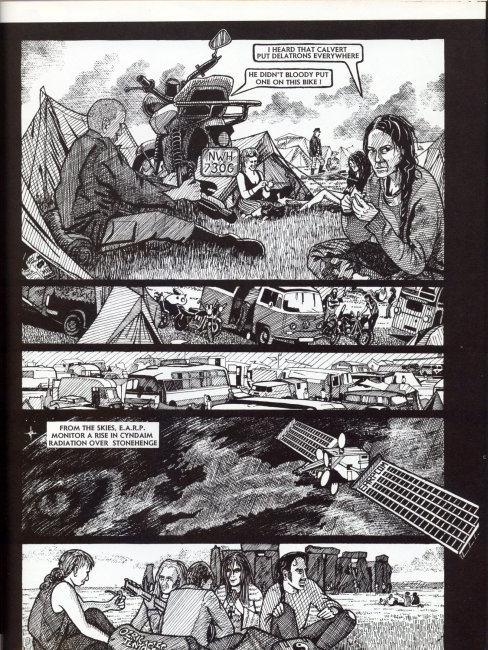 I HEARD THAT CALVERT
PUT DELATRONS EVERYWHERE
HE DIDN'T BLOODY PUT
ONE ON THIS BIKE !
NWH
730G
FROM THE SKIES, E.A.R.P.
MONITOR A RISE IN CYNDAIM
RADIATION OVER STONEHENGE